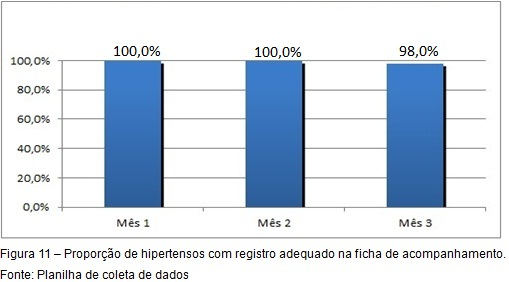 100,0% 100,0% 98,0%
100,0%
80,0%
60,0%
40,0%
20,0%
0,0%
Mês 1 Mês 2 Mês 3
Figura 11 – Proporção de hipertensos com registro adequado na ficha de acompanhamento.
Fonte: Planilha de coleta de dados